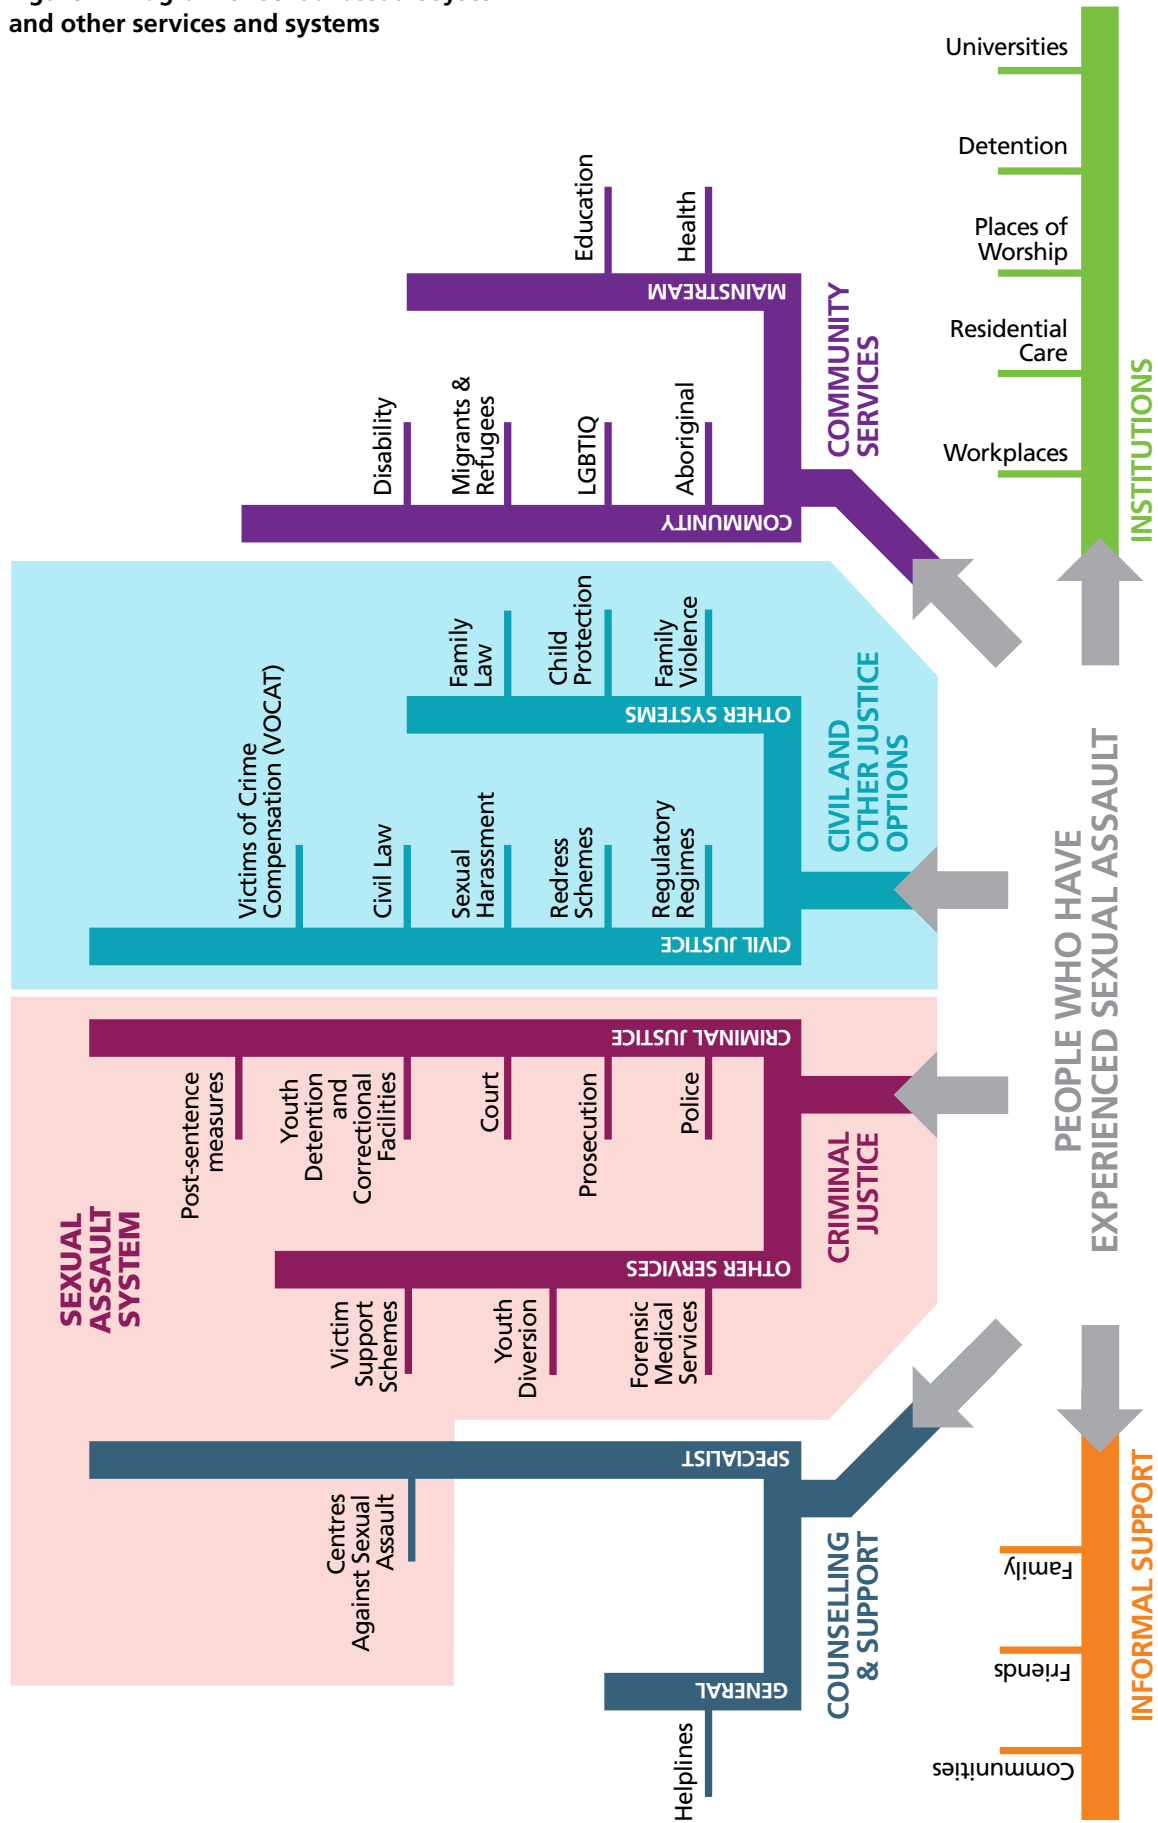 and other services and systems
SEXUAL
ASSAULT
SYSTEM
INFORMAL SUPPORT
Communities
Friends
Family
COUNSELLING
& SUPPORT
GENERAL
Helplines
SPECIALIST
Centres
Against Sexual
Assault
CRIMINAL
JUSTICE
OTHER SERVICES
Victim
Support
Schemes
Youth
Diversion
Forensic
Medical
Services
CRIMINAL JUSTICE
Post-sentence
measures
Youth
Detention
and
Correctional
Facilities
Court
Prosecution
Police
CIVIL AND
OTHER JUSTICE
OPTIONS
CIVIL JUSTICE
Victims of Crime
Compensation (VOCAT)
Civil Law
Sexual
Harassment
Redress
Schemes
Regulatory
Regimes
OTHER SYSTEMS
Family
Law
Child
Protection
Family
Violence
COMMUNITY
SERVICES
COMMUNITY
Disability
Migrants &
Refugees
LGBTIQ
Aboriginal
MAINSTREAM
Education
Health
INSTITUTIONS
Workplaces
Residential
Care
Places of
Worship
Detention
Universities
PEOPLE WHO HAVE
EXPERIENCED SEXUAL ASSAULT